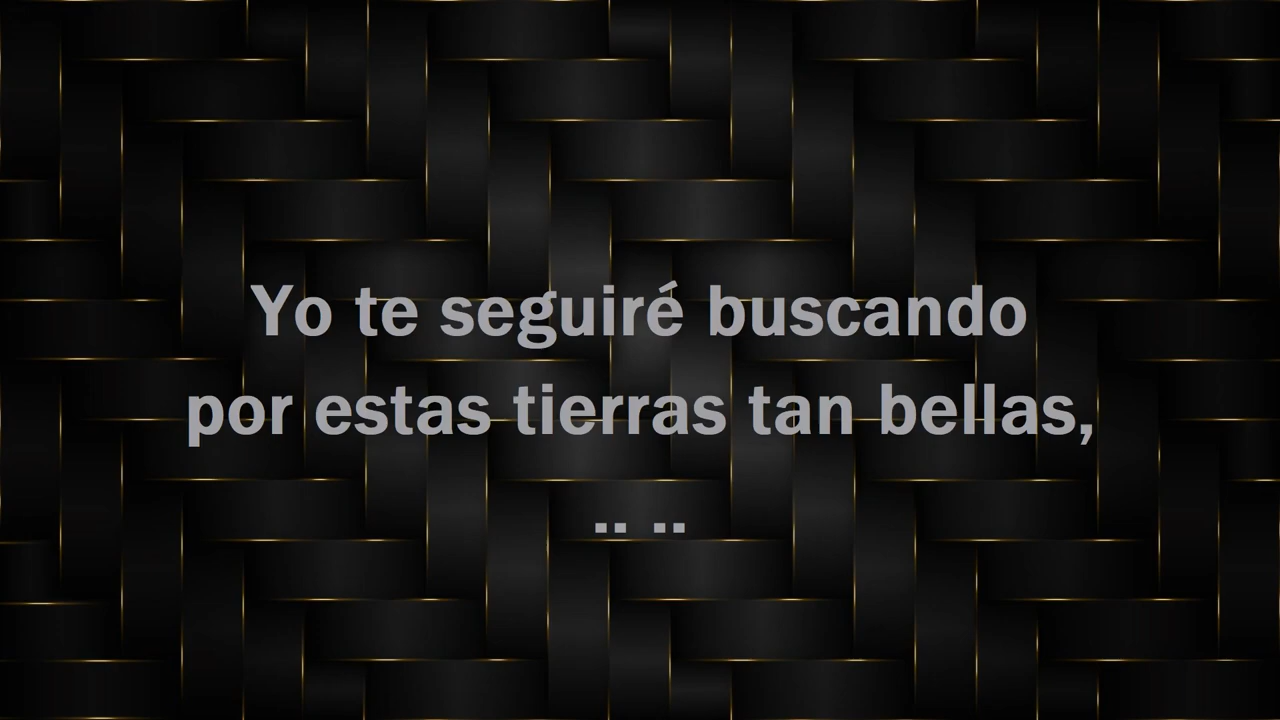 Yo te seguiré buscando
por estas tierras tan bellas,
.. ..